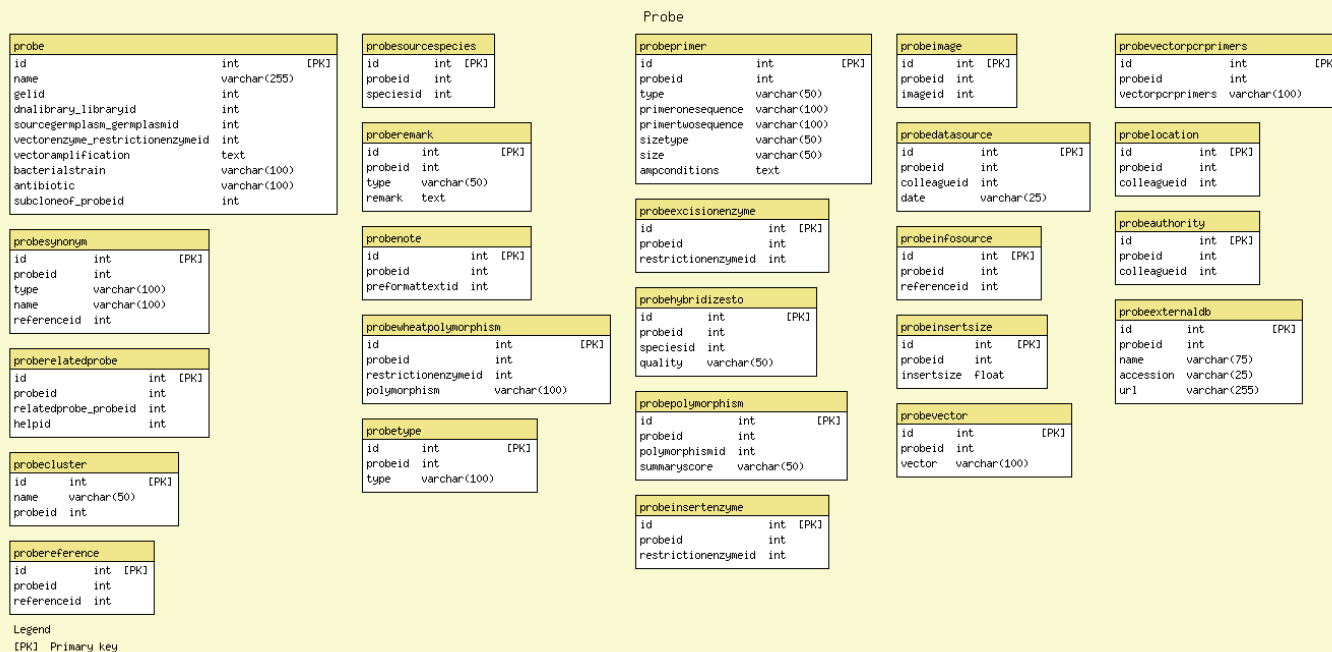 Probe
probe
id int [PK]
name varchar(255)
gelid int
dnalibrary_libraryid int
sourcegermplasm_germplasmid int
vectorenzyme_restrictionenzymeid int
vectoramplification text
bacterialstrain varchar(100)
antibiotic varchar(100)
subcloneof_probeid int
probesynonym
id int [PK]
probeid int
type varchar(100)
name varchar(100)
referenceid int
proberelatedprobe
id int [PK]
probeid int
relatedprobe_probeid int
helpid int
probecluster
id int [PK]
name varchar(50)
probeid int
probereference
id int [PK]
probeid int
referenceid int
Legend
[PK] Primary key
probesourcespecies
id int [PK]
probeid int
speciesid int
proberemark
id int [PK]
probeid int
type varchar(50)
remark text
probenote
id int [PK]
probeid int
preformattextid int
probewheatpolymorphism
id int [PK]
probeid int
restrictionenzymeid int
polymorphism varchar(100)
probetype
id int [PK]
probeid int
type varchar(100)
probeprimer
id int [PK]
probeid int
type varchar(50)
primeronesequence varchar(100)
primertwosequence varchar(100)
sizetype varchar(50)
size varchar(50)
ampconditions text
probeexcisionenzyme
id int [PK]
probeid int
restrictionenzymeid int
probehybridizesto
id int [PK]
probeid int
speciesid int
quality varchar(50)
probepolymorphism
id int [PK]
probeid int
polymorphismid int
summaryscore varchar(50)
probeinsertenzyme
id int [PK]
probeid int
restrictionenzymeid int
probeimage
id int [PK]
probeid int
imageid int
probedatasource
id int [PK]
probeid int
colleagueid int
date varchar(25)
probeinfosource
id int [PK]
probeid int
referenceid int
probeinsertsize
id int [PK]
probeid int
insertsize float
probevector
id int [PK]
probeid int
vector varchar(100)
probevectorpcrprimers
id int [PK
probeid int
vectorpcrprimers varchar(100)
probelocation
id int [PK]
probeid int
colleagueid int
probeauthority
id int [PK]
probeid int
colleagueid int
probeexternaldb
id int [PK]
probeid int
name varchar(75)
accession varchar(25)
url varchar(255)